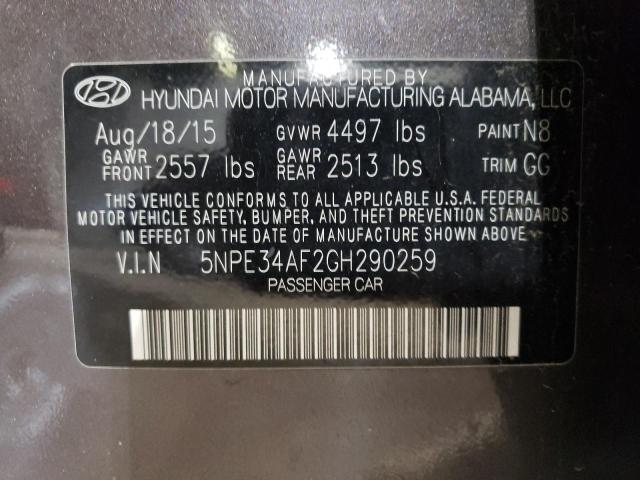 MANUFACTURED BY
HYUNDAI MOTOR MANUFACTURING ALABAMA, LLC
Aug/18/15 GVWR 4497 lbs PAINT N8
GAWR FRONT 2557 lbs GAWR REAR 2513 lbs TRIM GG
THIS VEHICLE CONFORMS TO ALL APPLICABLE U.S.A. FEDERAL
MOTOR VEHICLE SAFETY, BUMPER, AND THEFT PREVENTION STANDARDS
IN EFFECT ON THE DATE OF MANUFACTURE SHOWN ABOVE.
V.I.N 5NPE34AF2GH290259
PASSENGER CAR